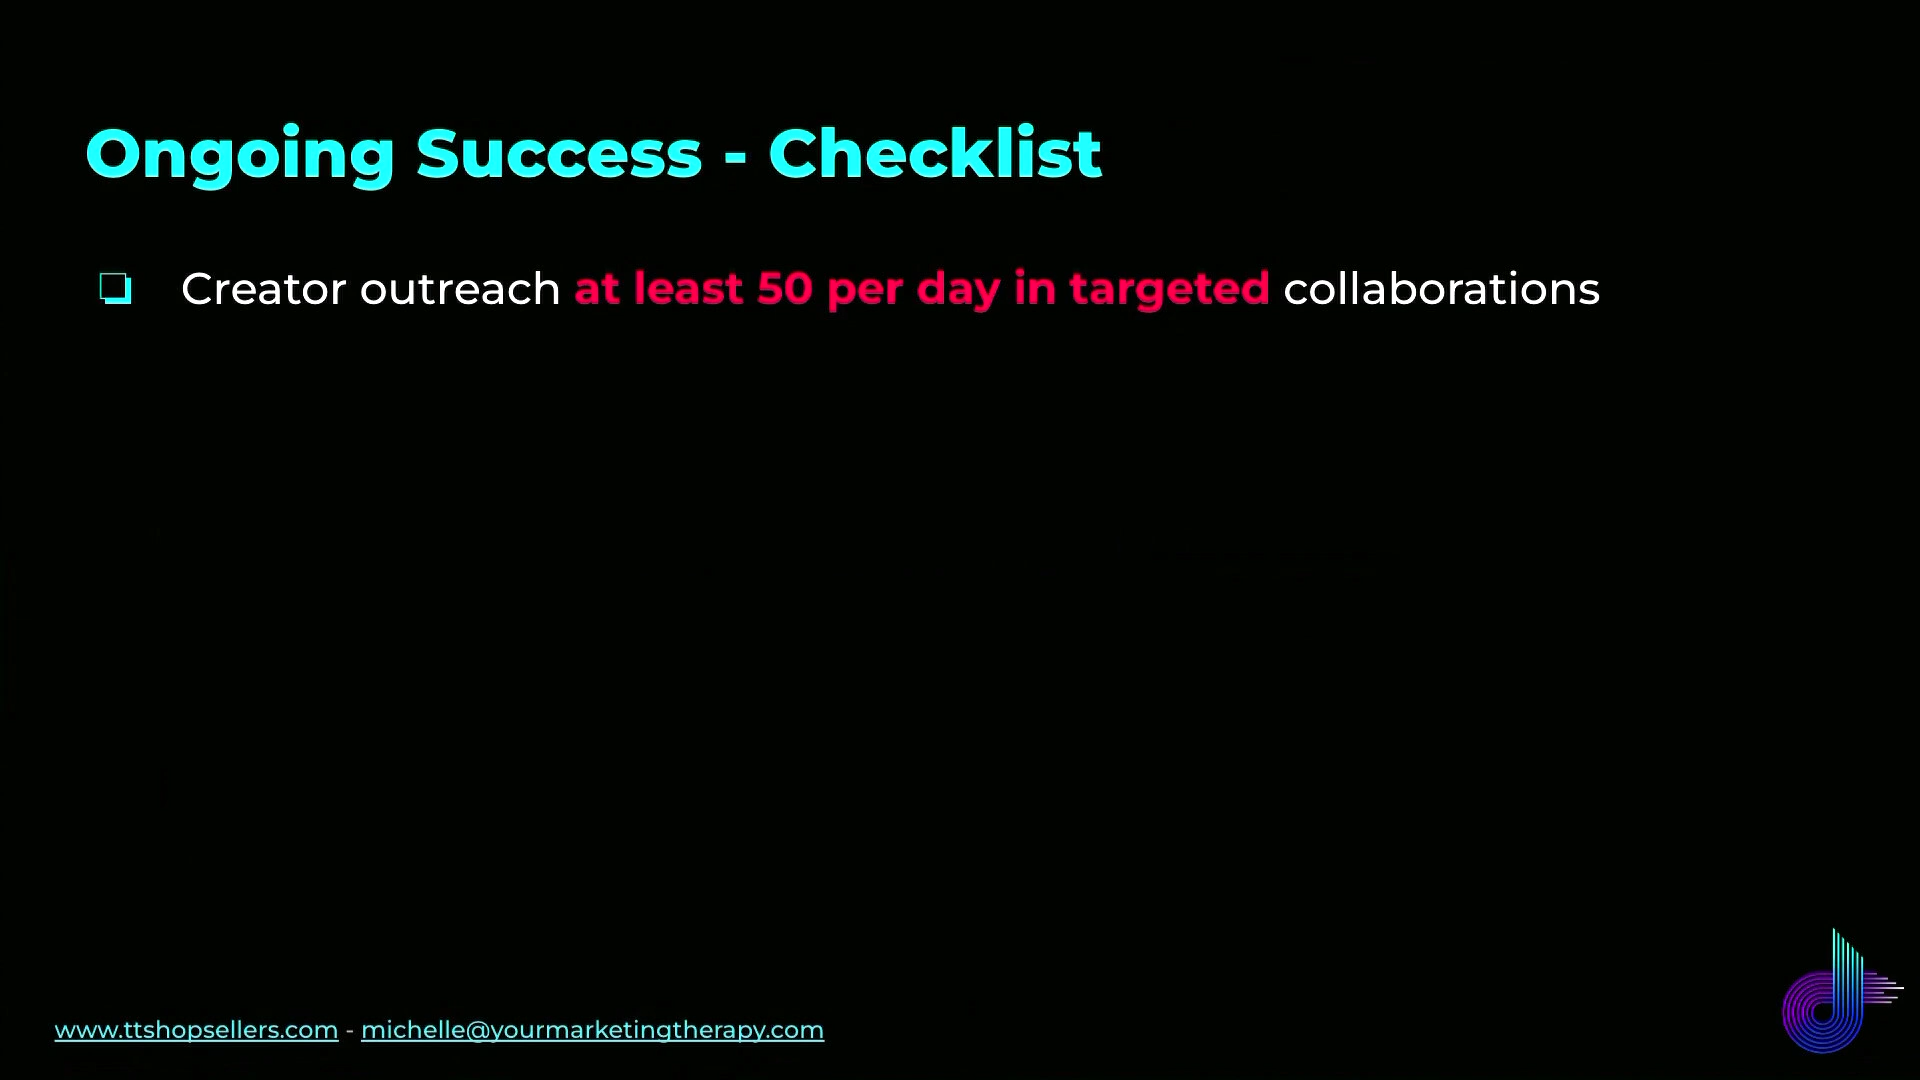 Ongoing Success - Checklist
Creator outreach at least 50 per day in targeted collaborations
www.ttshopsellers.com - michelle@yourmarketingtherapy.com